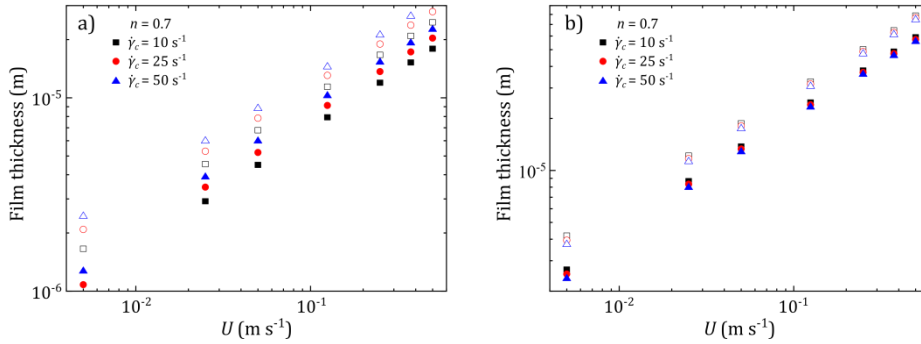 a)
n = 0.7
γ̇c = 10 s⁻¹
γ̇c = 25 s⁻¹
γ̇c = 50 s⁻¹
Film thickness (m)
10⁻⁵
10⁻⁶
10⁻²
10⁻¹
U (m s⁻¹)
b)
n = 0.7
γ̇c = 10 s⁻¹
γ̇c = 25 s⁻¹
γ̇c = 50 s⁻¹
Film thickness (m)
10⁻⁵
10⁻²
10⁻¹
U (m s⁻¹)